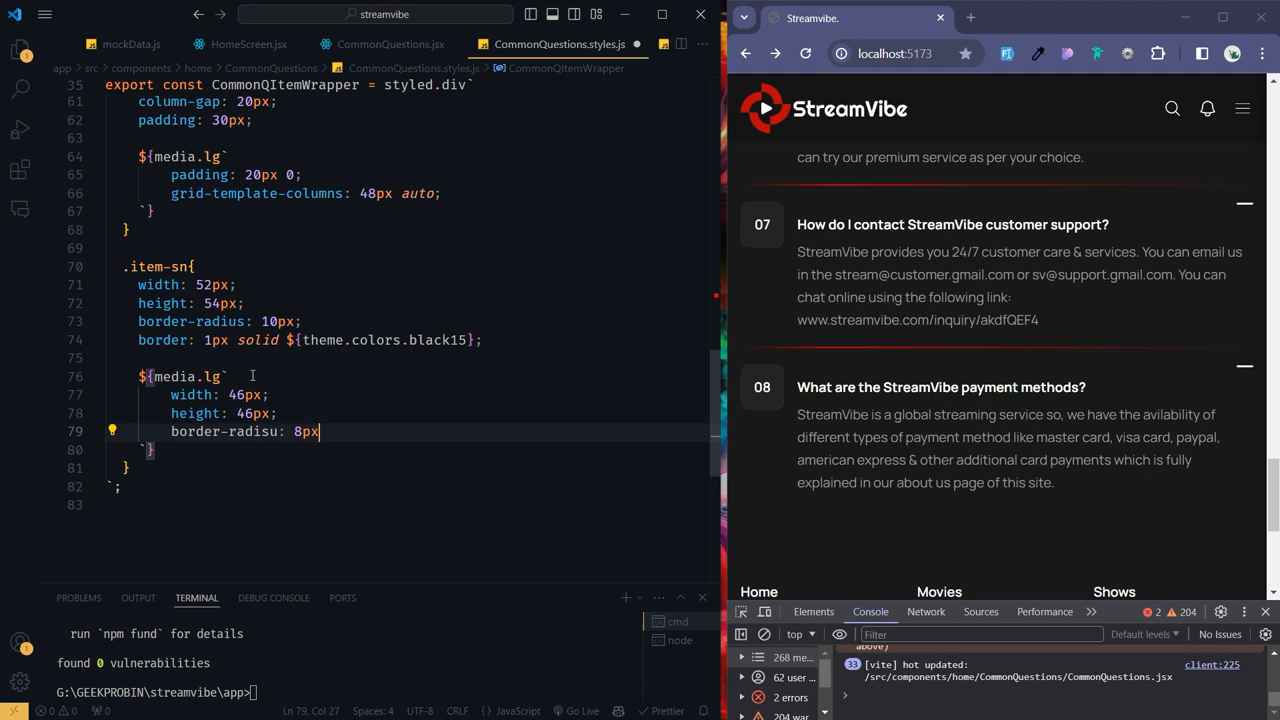 streamvibe
mockData.js
HomeScreen.jsx
CommonQuestions.jsx
CommonQuestions.styles.js
app > src > components > home > CommonQuestions > CommonQuestions.styles.js > CommonQItemWrapper
35 export const CommonQItemWrapper = styled.div`
61 column-gap: 20px;
62 padding: 30px;
63
64 ${media.lg`
65 padding: 20px 0;
66 grid-template-columns: 48px auto;
67 `}
68 }
69
70 .item-sn{
71 width: 52px;
72 height: 54px;
73 border-radius: 10px;
74 border: 1px solid ${theme.colors.black15};
75
76 ${media.lg`
77 width: 46px;
78 height: 46px;
79 border-radisu: 8px
80 `}
81 }
82 `;
83
PROBLEMS OUTPUT TERMINAL DEBUG CONSOLE PORTS
run `npm fund` for details
found 0 vulnerabilities
G:\GEEKPROBIN\streamvibe\app>
cmd
node
0 0 0 Ln 79, Col 27 Spaces: 4 UTF-8 CRLF {} JavaScript Go Live Prettier
Streamvibe.
localhost:5173
StreamVibe
can try our premium service as per your choice.
07 How do I contact StreamVibe customer support?
StreamVibe provides you 24/7 customer care & services. You can email us
in the stream@customer.gmail.com or sv@support.gmail.com. You can
chat online using the following link:
www.streamvibe.com/inquiry/akdfQEF4
08 What are the StreamVibe payment methods?
StreamVibe is a global streaming service so, we have the avilability of
different types of payment method like master card, visa card, paypal,
american express & other additional card payments which is fully
explained in our about us page of this site.
Home Movies Shows
Elements Console Network Sources Performance 2 204
top Filter Default levels No Issues
268 me...
62 user ...
2 errors
204 war...
above)
33 [vite] hot updated: client:225
/src/components/home/CommonQuestions/CommonQuestions.jsx